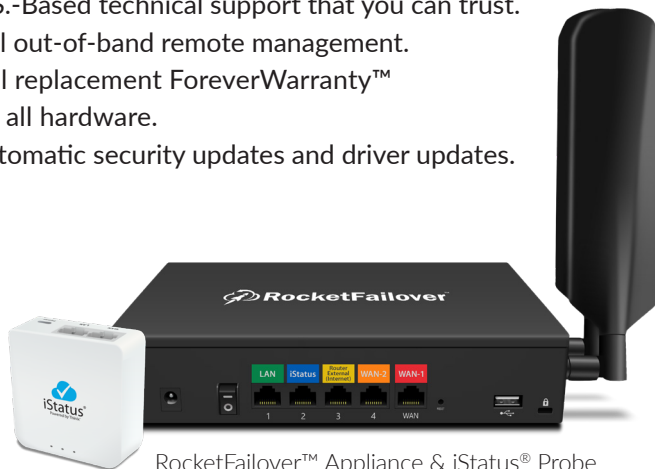 S.-Based technical support that you can trust.
l out-of-band remote management.
l replacement ForeverWarranty™
all hardware.
tomatic security updates and driver updates.
RocketFailover™
LAN
iStatus
Router External (Internet)
WAN-2
WAN-1
1
2
3
4
WAN
iStatus®
RocketFailover™ Appliance & iStatus® Probe